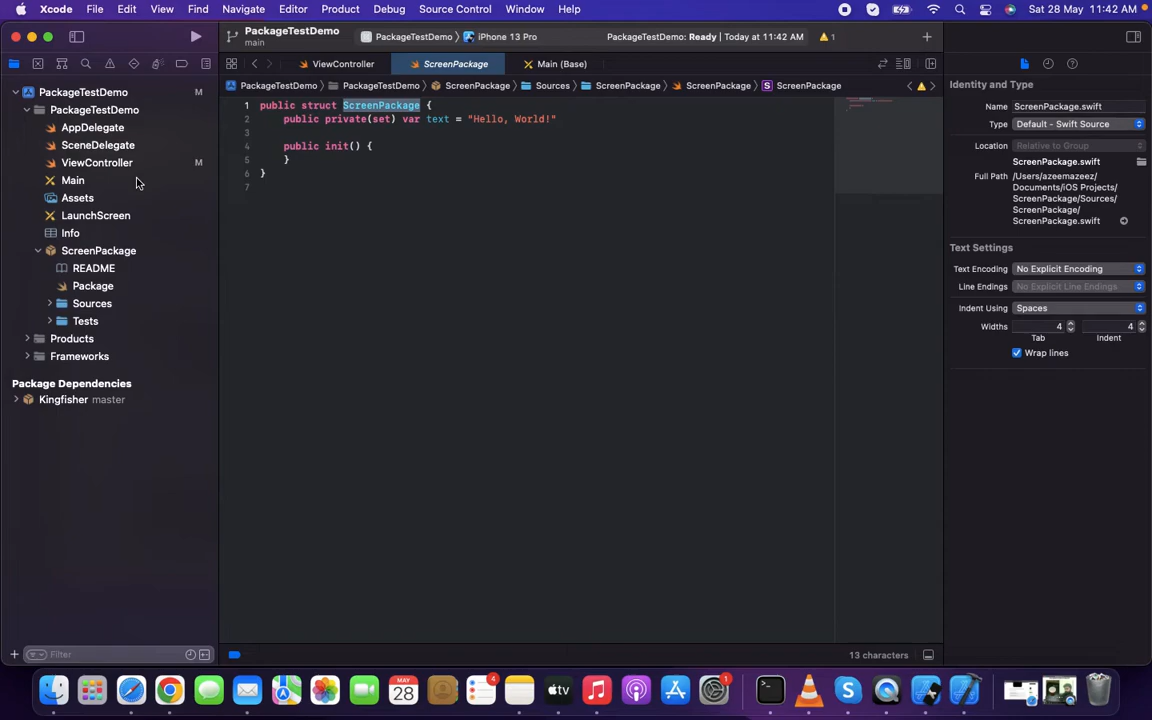 Xcode File Edit View Find Navigate Editor Product Debug Source Control Window Help Sat 28 May 11:42 AM
PackageTestDemo
main
PackageTestDemo 〉 iPhone 13 Pro
PackageTestDemo: Ready | Today at 11:42 AM
1
ViewController
ScreenPackage
Main (Base)
PackageTestDemo 〉 PackageTestDemo 〉 ScreenPackage 〉 Sources 〉 ScreenPackage 〉 ScreenPackage 〉 S ScreenPackage
PackageTestDemo M
PackageTestDemo
AppDelegate
SceneDelegate
ViewController M
Main
Assets
LaunchScreen
Info
ScreenPackage
README
Package
Sources
Tests
Products
Frameworks
Package Dependencies
Kingfisher master
Filter
1 public struct ScreenPackage {
2 public private(set) var text = "Hello, World!"
3
4 public init() {
5 }
6 }
7
13 characters
Identity and Type
Name ScreenPackage.swift
Type Default - Swift Source
Location Relative to Group
ScreenPackage.swift
Full Path /Users/azeemazeez/
Documents/iOS Projects/
ScreenPackage/Sources/
ScreenPackage/
ScreenPackage.swift
Text Settings
Text Encoding No Explicit Encoding
Line Endings No Explicit Line Endings
Indent Using Spaces
Widths 4 4
Tab Indent
Wrap lines
MAY
28
4
tv
1